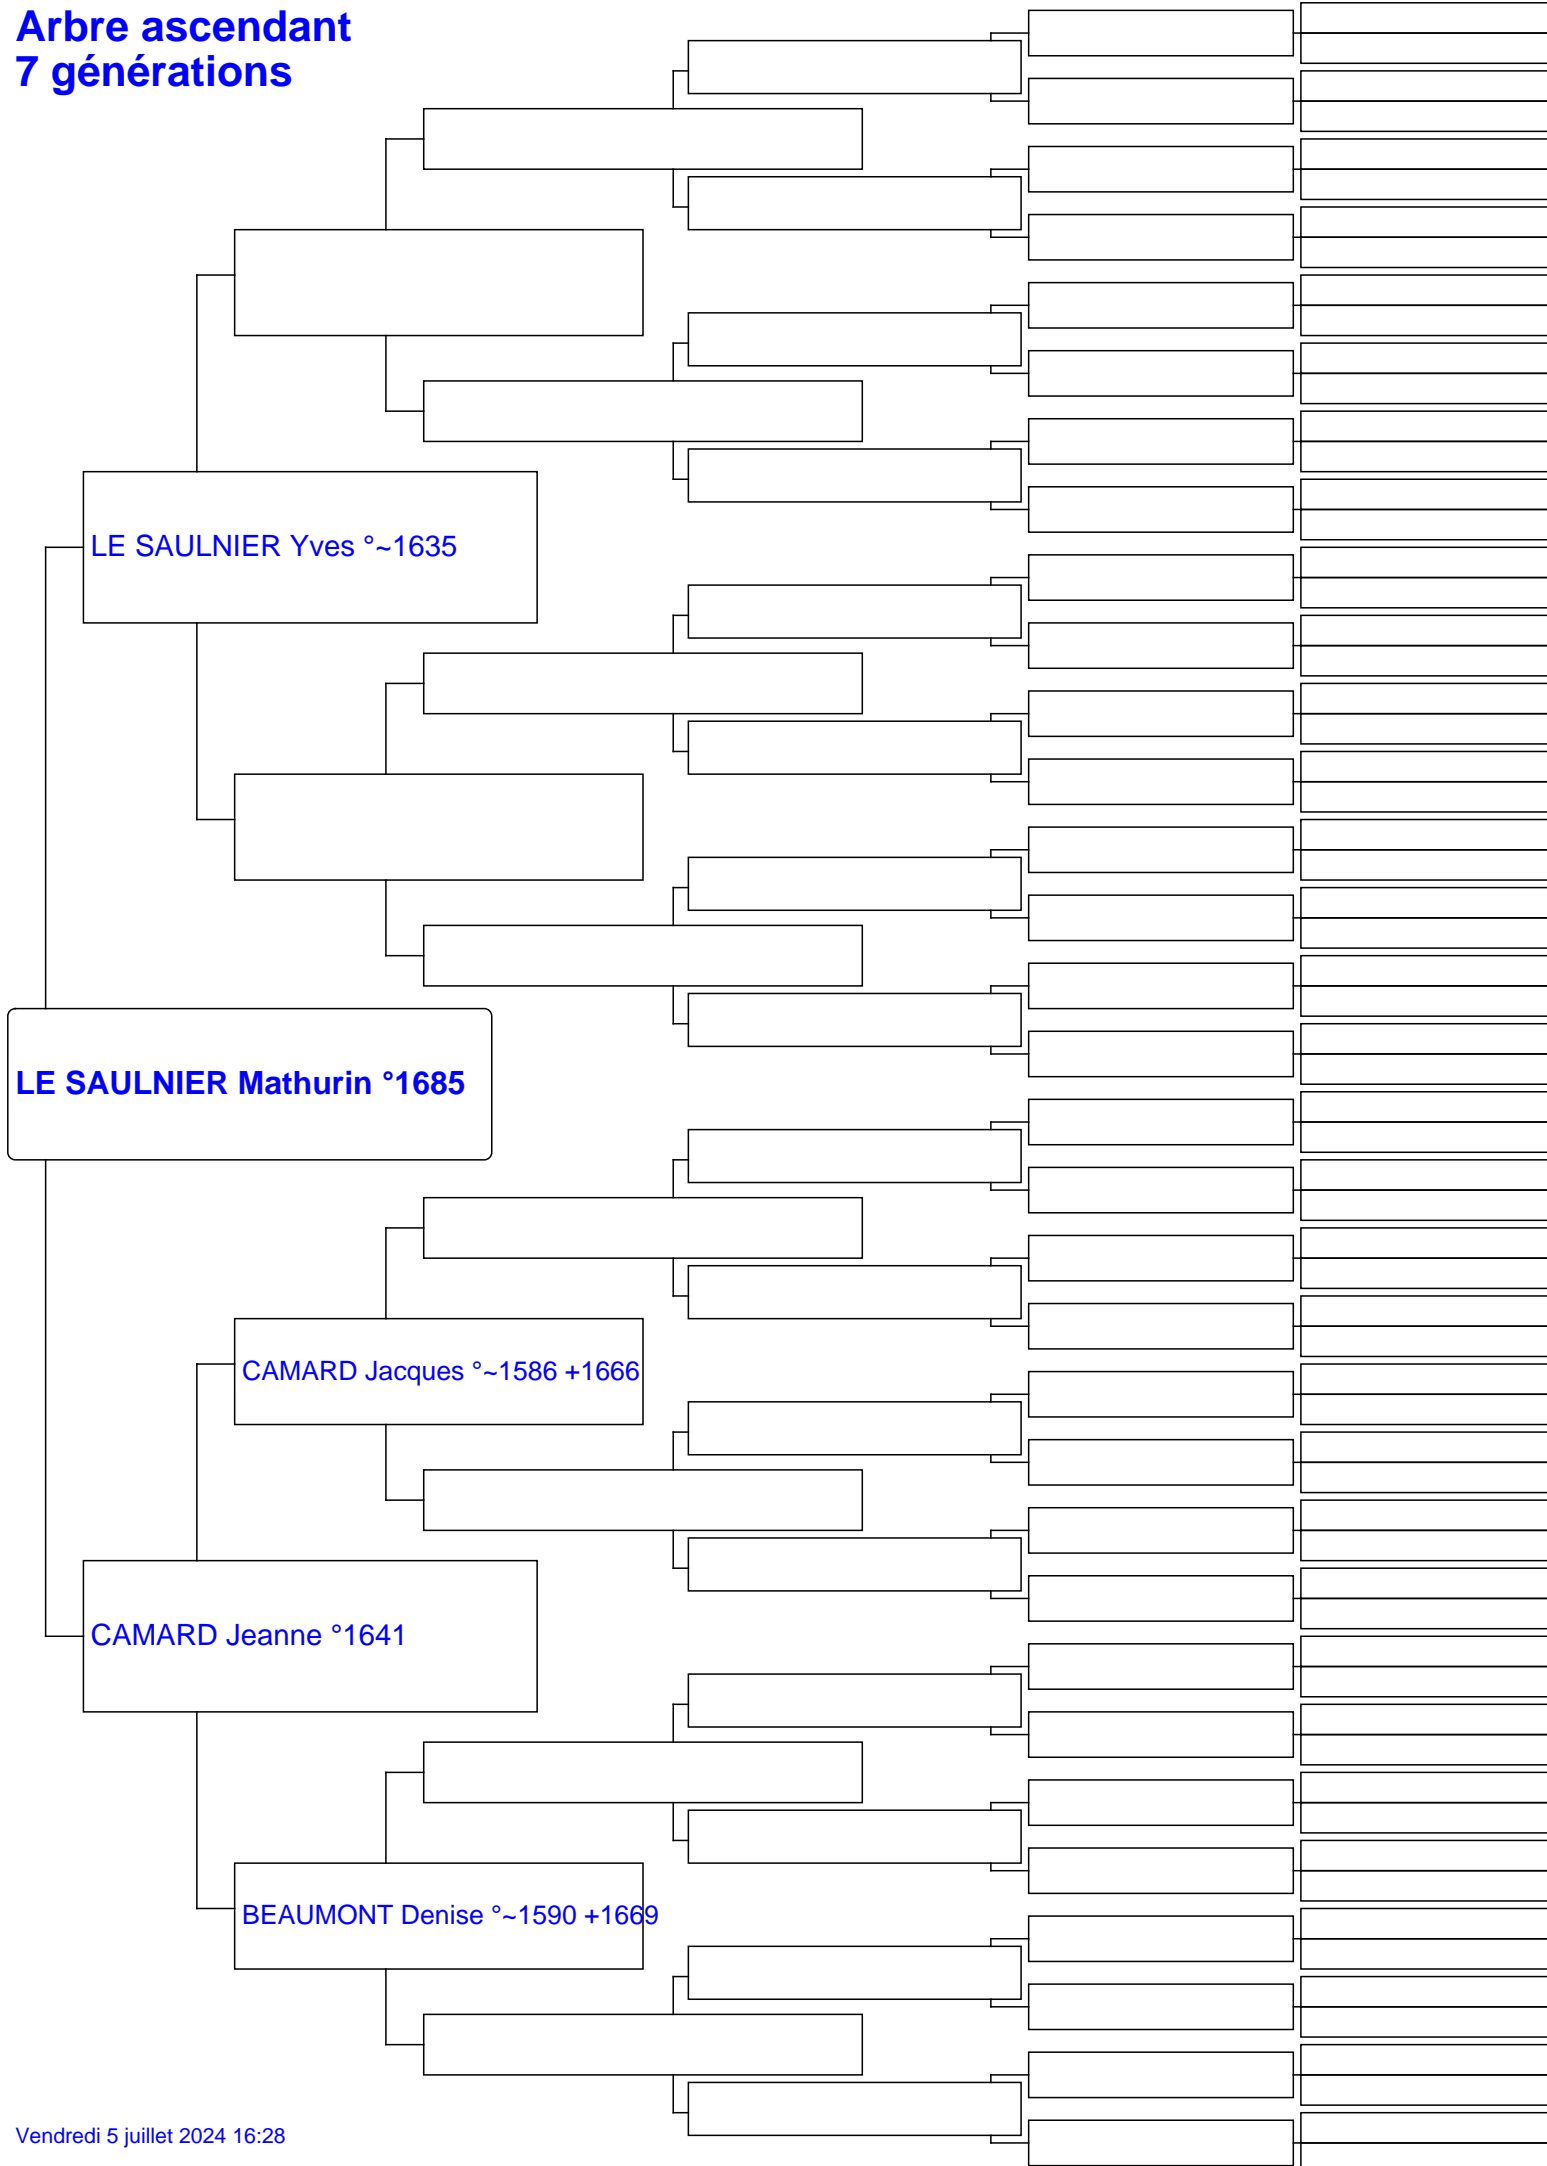 Arbre ascendant
7 générations
LE SAULNIER Yves °~1635
LE SAULNIER Mathurin °1685
CAMARD Jacques °~1586 +1666
CAMARD Jeanne °1641
BEAUMONT Denise °~1590 +1669
Vendredi 5 juillet 2024 16:28